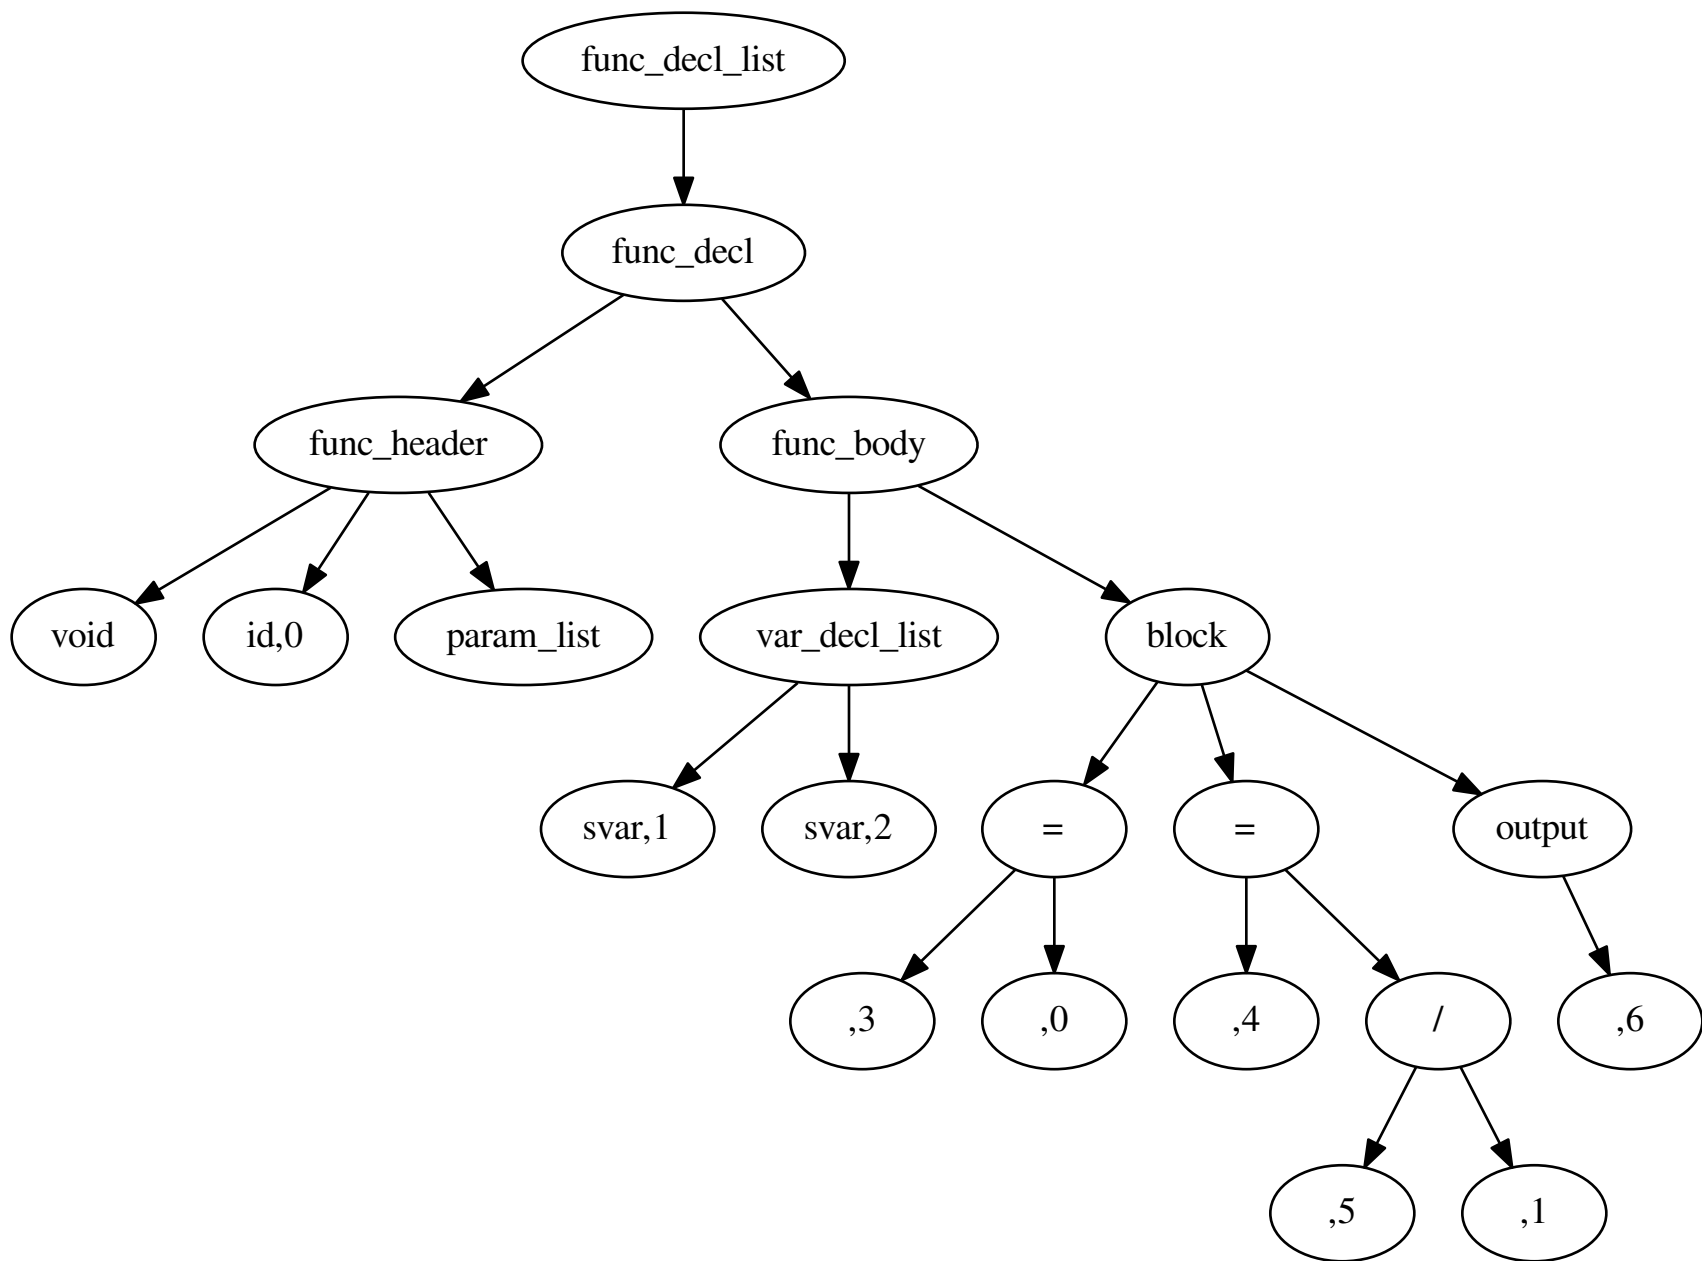 func_decl_list
func_decl
func_header
func_body
void
id,0
param_list
var_decl_list
block
svar,1
svar,2
=
=
output
,3
,0
,4
/
,6
,5
,1